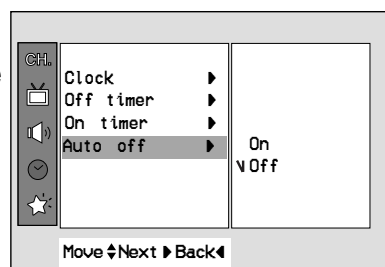 CH.
Clock ▶
Off timer ▶
On timer ▶
Auto off ▶
On
√ Off
Move ▲▼ Next ▶ Back ◀